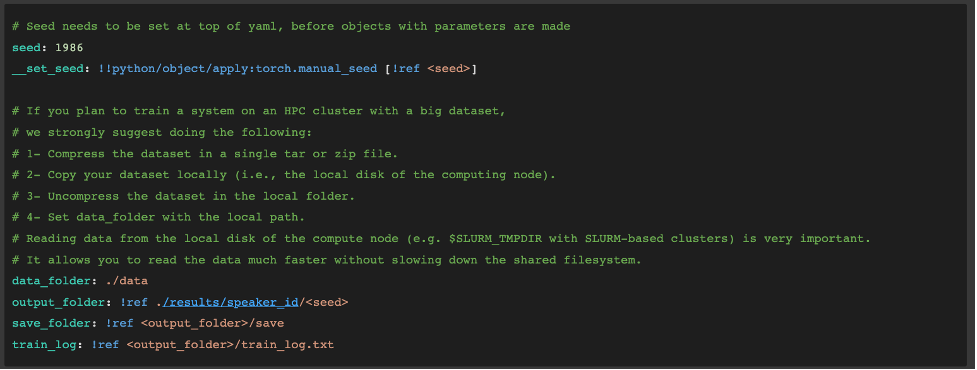 # Seed needs to be set at top of yaml, before objects with parameters are made
seed: 1986
__set_seed: !!python/object/apply:torch.manual_seed [!ref <seed>]
# If you plan to train a system on an HPC cluster with a big dataset,
# we strongly suggest doing the following:
# 1- Compress the dataset in a single tar or zip file.
# 2- Copy your dataset locally (i.e., the local disk of the computing node).
# 3- Uncompress the dataset in the local folder.
# 4- Set data_folder with the local path.
# Reading data from the local disk of the compute node (e.g. $SLURM_TMPDIR with SLURM-based clusters) is very important.
# It allows you to read the data much faster without slowing down the shared filesystem.
data_folder: ./data
output_folder: !ref ./results/speaker_id/<seed>
save_folder: !ref <output_folder>/save
train_log: !ref <output_folder>/train_log.txt